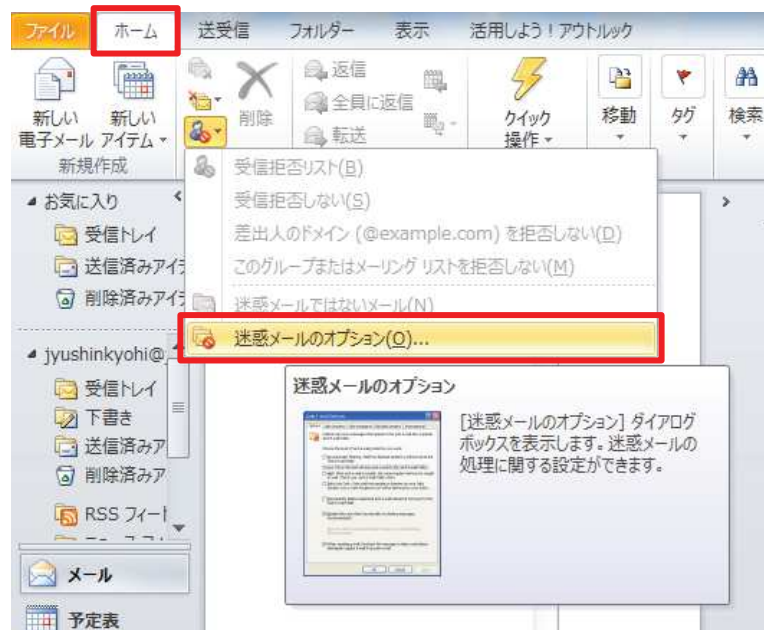 ファイル ホーム 送受信 フォルダー 表示 活用しよう！アウトルック
新しい
電子メール
新しい
アイテム
新規作成
削除
返信
全員に返信
転送
クイック
操作
移動
タグ
検索
受信拒否リスト(B)
受信拒否しない(S)
差出人のドメイン (@example.com) を拒否しない(D)
このグループまたはメーリング リストを拒否しない(M)
迷惑メールではないメール(N)
迷惑メールのオプション(O)...
迷惑メールのオプション
[迷惑メールのオプション] ダイアログ
ボックスを表示します。迷惑メールの
処理に関する設定ができます。
お気に入り
受信トレイ
送信済みアイ
削除済みアイ
jyushinkyohi@
受信トレイ
下書き
送信済みア
削除済みア
RSS フィード
メール
予定表